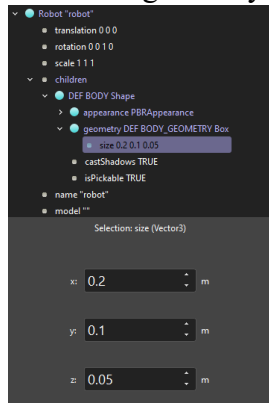 Robot "robot"
translation 0 0 0
rotation 0 0 1 0
scale 1 1 1
children
DEF BODY Shape
appearance PBRAppearance
geometry DEF BODY_GEOMETRY Box
size 0.2 0.1 0.05
castShadows TRUE
isPickable TRUE
name "robot"
model ""
Selection: size (Vector3)
x: 0.2 m
y: 0.1 m
z: 0.05 m